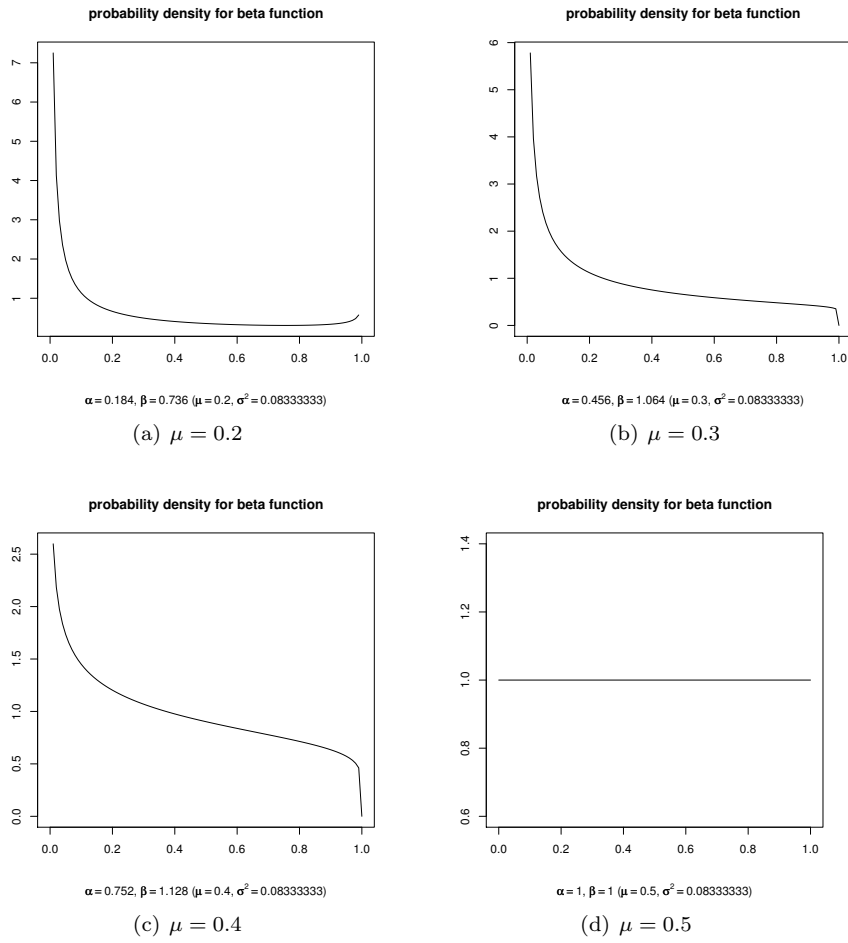 probability density for beta function
7
6
5
4
3
2
1
0.0 0.2 0.4 0.6 0.8 1.0
α = 0.184, β = 0.736 (μ = 0.2, σ² = 0.08333333)
(a) μ = 0.2
probability density for beta function
6
5
4
3
2
1
0
0.0 0.2 0.4 0.6 0.8 1.0
α = 0.456, β = 1.064 (μ = 0.3, σ² = 0.08333333)
(b) μ = 0.3
probability density for beta function
2.5
2.0
1.5
1.0
0.5
0.0
0.0 0.2 0.4 0.6 0.8 1.0
α = 0.752, β = 1.128 (μ = 0.4, σ² = 0.08333333)
(c) μ = 0.4
probability density for beta function
1.4
1.2
1.0
0.8
0.6
0.0 0.2 0.4 0.6 0.8 1.0
α = 1, β = 1 (μ = 0.5, σ² = 0.08333333)
(d) μ = 0.5